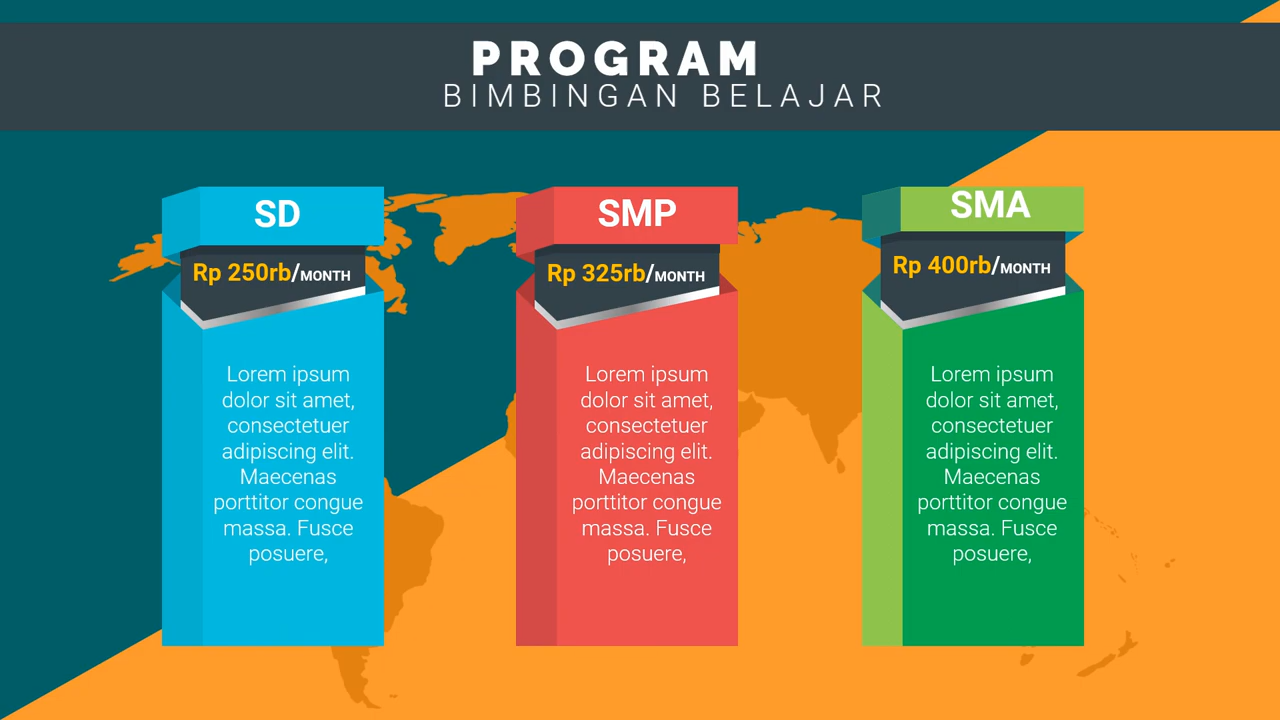 PROGRAM
BIMBINGAN BELAJAR
SD
Rp 250rb/MONTH
Lorem ipsum
dolor sit amet,
consectetuer
adipiscing elit.
Maecenas
porttitor congue
massa. Fusce
posuere,
SMP
Rp 325rb/MONTH
Lorem ipsum
dolor sit amet,
consectetuer
adipiscing elit.
Maecenas
porttitor congue
massa. Fusce
posuere,
SMA
Rp 400rb/MONTH
Lorem ipsum
dolor sit amet,
consectetuer
adipiscing elit.
Maecenas
porttitor congue
massa. Fusce
posuere,